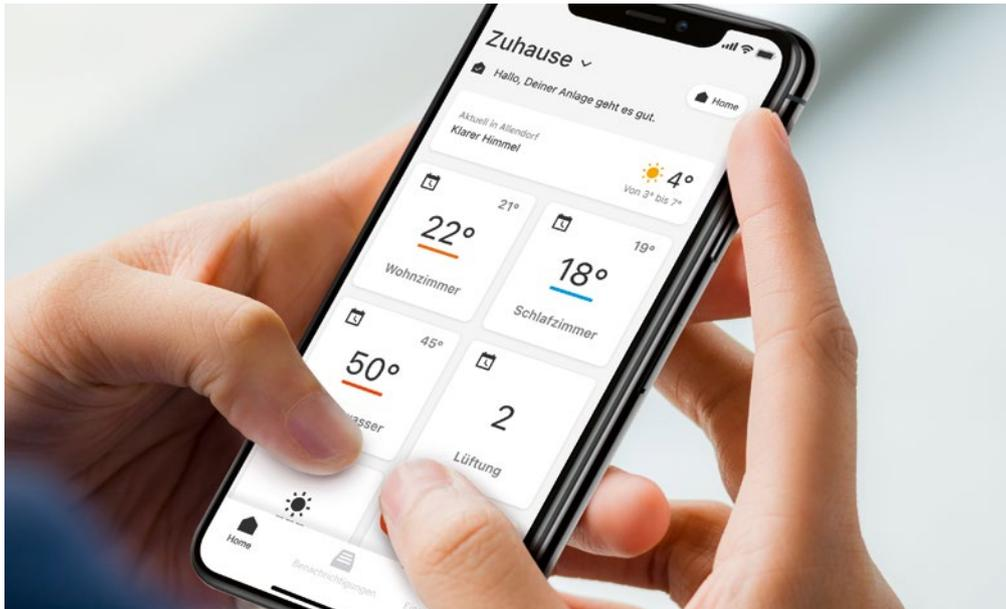 Zuhause
Hallo, Deiner Anlage geht es gut.
Home
Aktuell in Allendorf
Klarer Himmel
4°
Von 3° bis 7°
21°
22°
Wohnzimmer
19°
18°
Schlafzimmer
45°
50°
2
Lüftung
Home
Benachrichtigungen